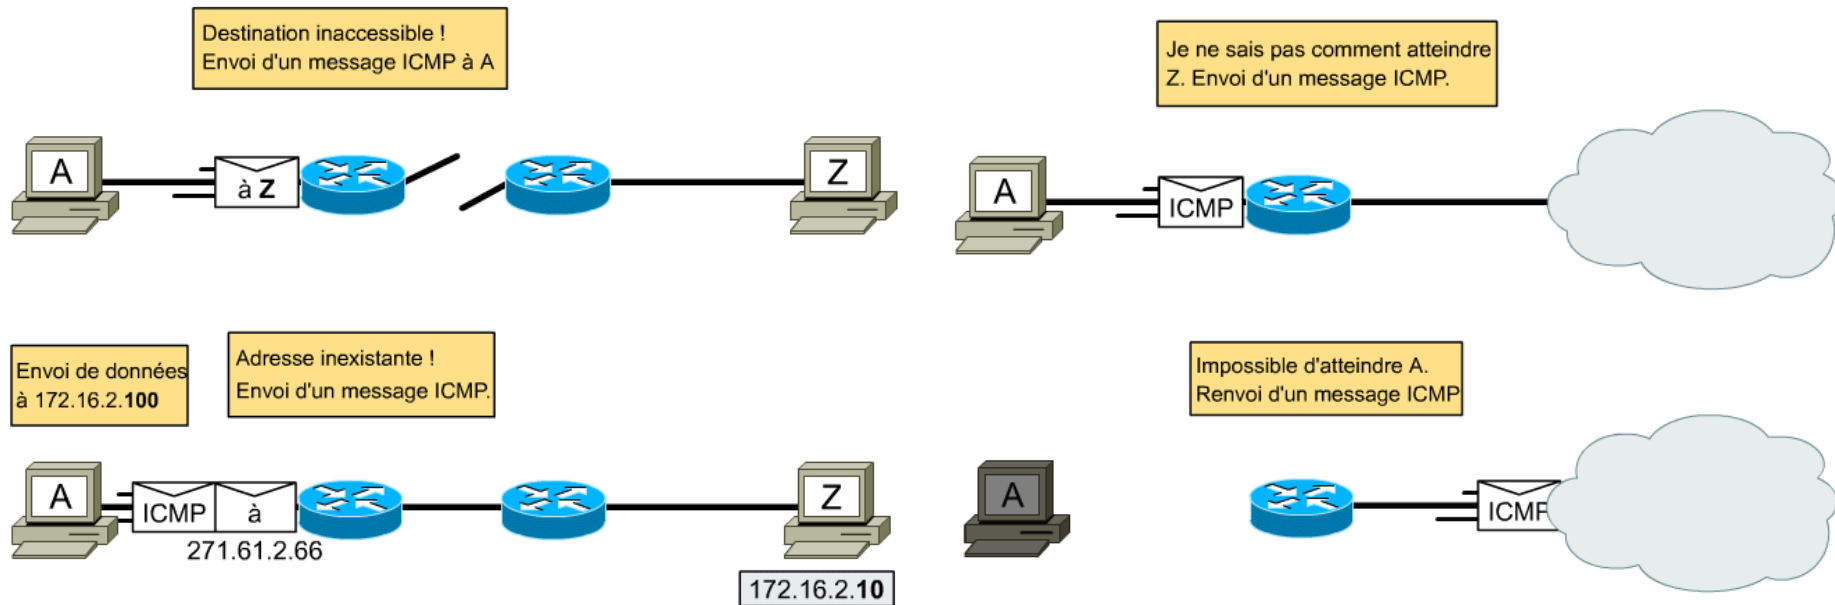 Destination inaccessible !
Envoi d'un message ICMP à A
A
à Z
Z
Je ne sais pas comment atteindre
Z. Envoi d'un message ICMP.
A
ICMP
Envoi de données
à 172.16.2.100
Adresse inexistante !
Envoi d'un message ICMP.
A
ICMP
à
271.61.2.66
Z
172.16.2.10
Impossible d'atteindre A.
Renvoi d'un message ICMP
A
ICMP